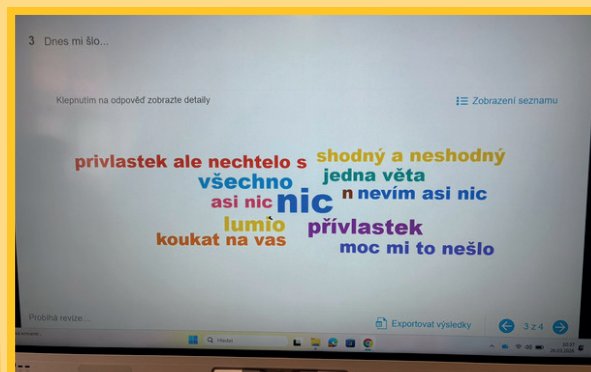 3 Dnes mi šlo...
Klepnutím na odpověď zobrazte detaily
Zobrazení seznamu
privlastek ale nechtelo s
shodný a neshodný
všechno
jedna věta
asi nic
nic
n
nevím asi nic
lumio
přívlastek
koukat na vas
moc mi to nešlo
Probíhá revize...
Exportovat výsledky
3 z 4
Hledat